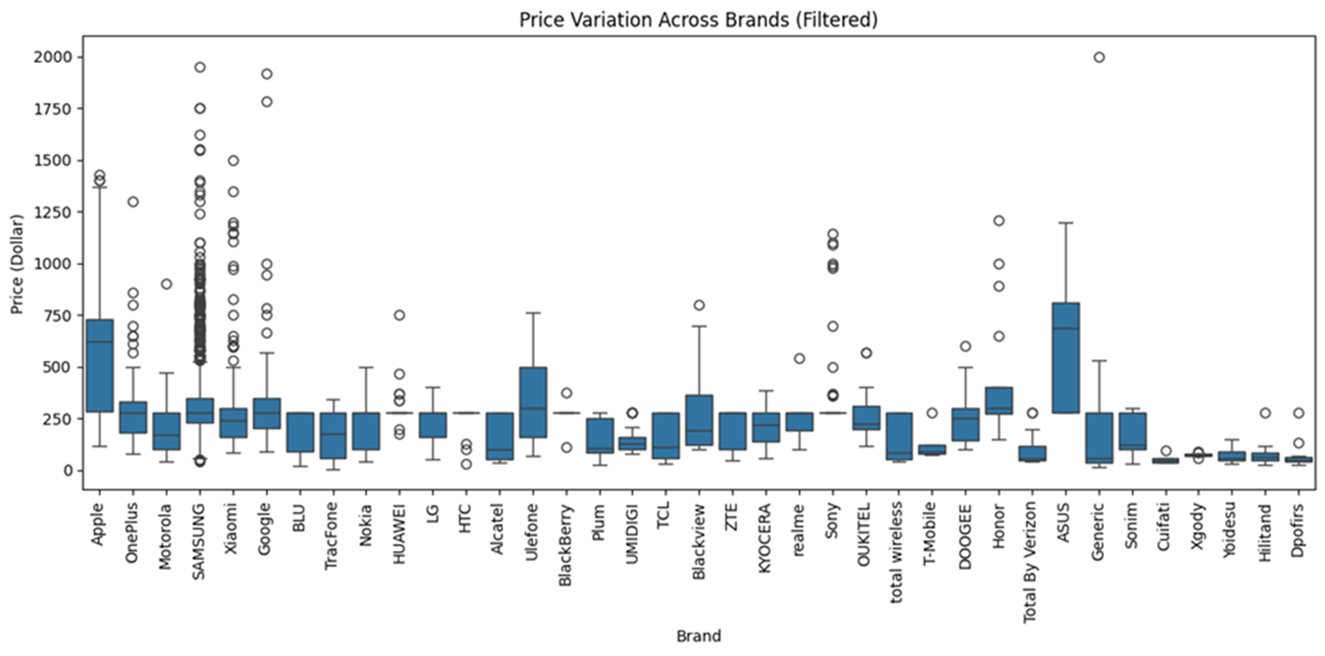 Price Variation Across Brands (Filtered)
Price (Dollar)
2000
1750
1500
1250
1000
750
500
250
0
Apple
OnePlus
Motorola
SAMSUNG
Xiaomi
Google
BLU
TracFone
Nokia
HUAWEI
LG
HTC
Alcatel
Ulefone
BlackBerry
Plum
UMIDIGI
TCL
Blackview
ZTE
KYOCERA
realme
Sony
OUKITEL
total wireless
T-Mobile
DOOGEE
Honor
Total By Verizon
ASUS
Generic
Sonim
Cuifati
Xgody
Yoidesu
Hilitand
Dpofirs
Brand